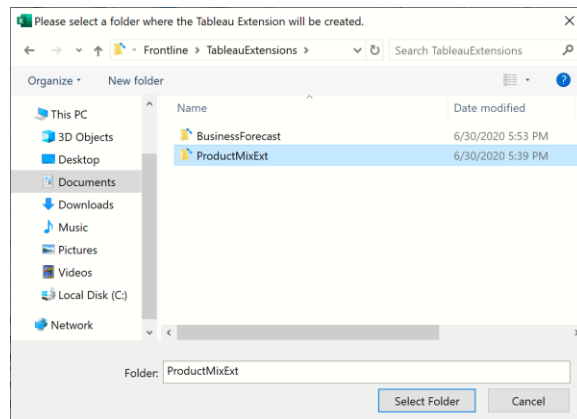 Please select a folder where the Tableau Extension will be created.
Frontline > TableauExtensions >
Search TableauExtensions
Organize
New folder
Name
Date modified
This PC
3D Objects
Desktop
Documents
Downloads
Music
Pictures
Videos
Local Disk (C:)
Network
BusinessForecast 6/30/2020 5:53 PM
ProductMixExt 6/30/2020 5:39 PM
Folder: ProductMixExt
Select Folder
Cancel